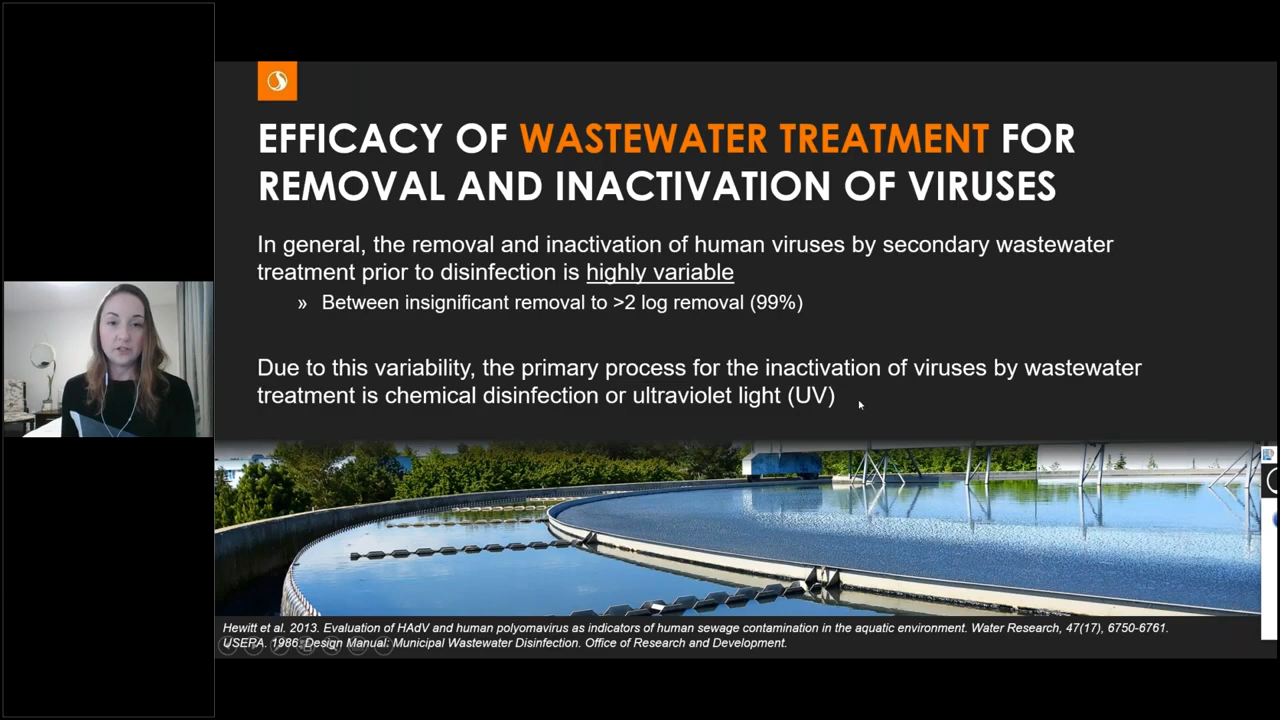 EFFICACY OF WASTEWATER TREATMENT FOR
REMOVAL AND INACTIVATION OF VIRUSES
In general, the removal and inactivation of human viruses by secondary wastewater
treatment prior to disinfection is highly variable
» Between insignificant removal to >2 log removal (99%)
Due to this variability, the primary process for the inactivation of viruses by wastewater
treatment is chemical disinfection or ultraviolet light (UV)
Hewitt et al. 2013. Evaluation of HAdV and human polyomavirus as indicators of human sewage contamination in the aquatic environment. Water Research, 47(17), 6750-6761.
USEPA. 1986. Design Manual: Municipal Wastewater Disinfection. Office of Research and Development.